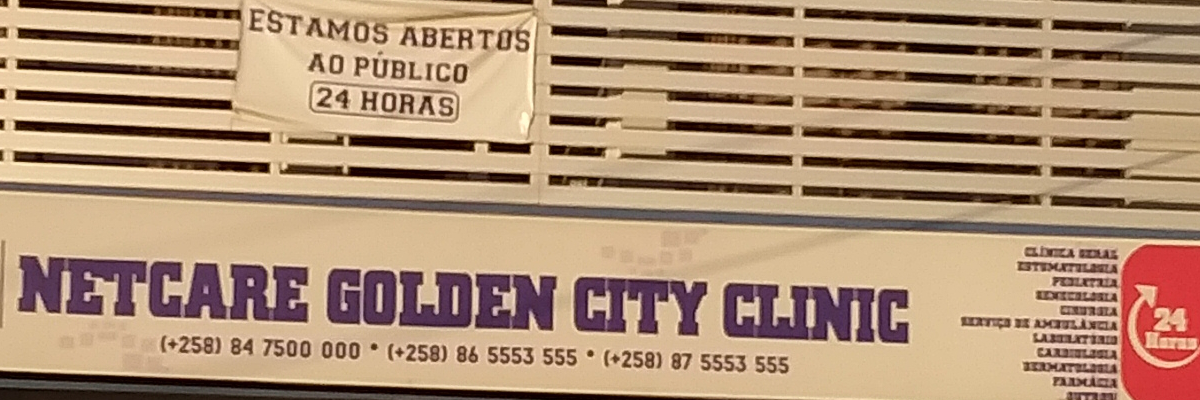 ESTAMOS ABERTOS
AO PÚBLICO
24 HORAS
NETCARE GOLDEN CITY CLINIC
(+258) 84 7500 000 * (+258) 86 5553 555 * (+258) 87 5553 555
CLÍNICA GERAL
ESTOMATOLOGIA
PEDIATRIA
GENECOLOGIA
CIRURGIA
SERVIÇO DE AMBULÂNCIA
LABORATÓRIO
CARDIOLOGIA
DERMATOLOGIA
FARMÁCIA
24
Horas